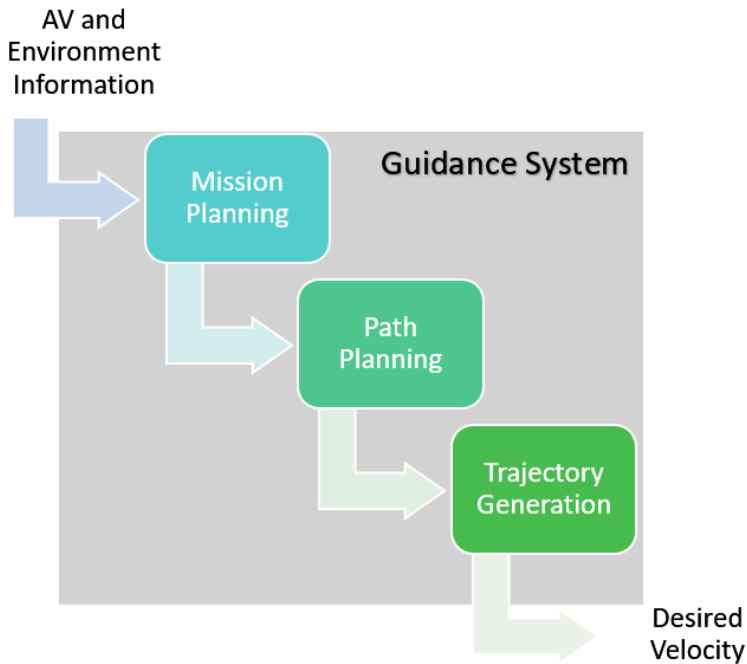 AV and
Environment
Information
Guidance System
Mission
Planning
Path
Planning
Trajectory
Generation
Desired
Velocity